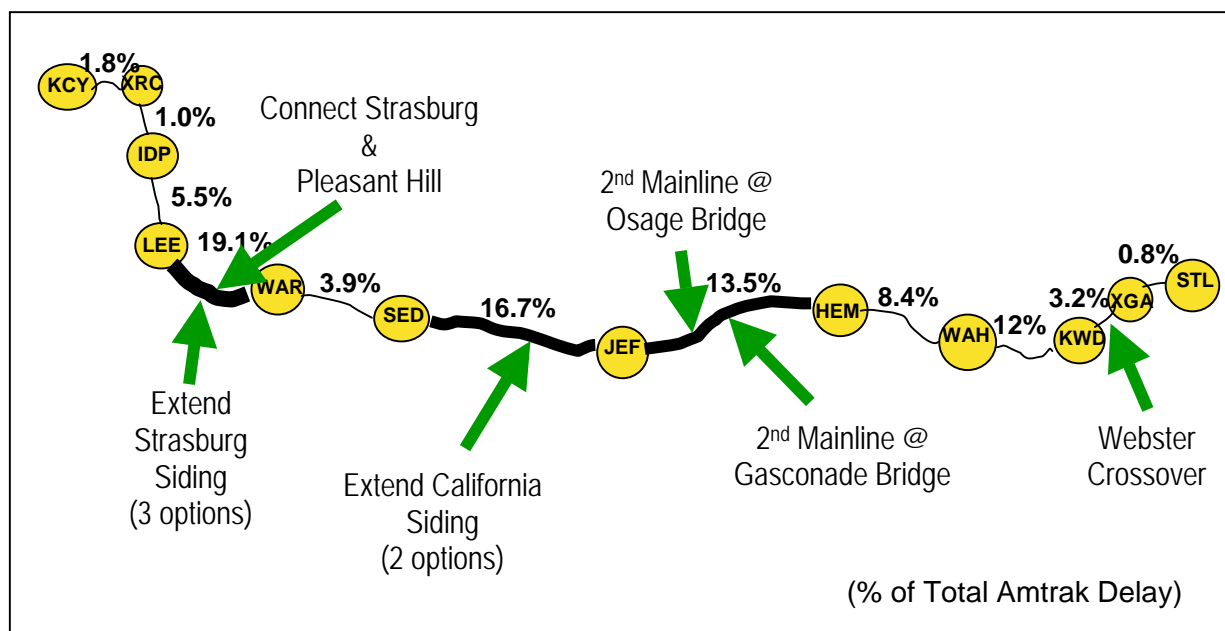 KCY
1.8%
XRC
1.0%
IDP
5.5%
LEE
19.1%
Connect Strasburg
&
Pleasant Hill
WAR
3.9%
SED
16.7%
JEF
2nd Mainline @
Osage Bridge
13.5%
HEM
8.4%
WAH
12%
KWD
3.2%
XGA
0.8%
STL
Extend
Strasburg
Siding
(3 options)
Extend California
Siding
(2 options)
2nd Mainline @
Gasconade Bridge
Webster
Crossover
(% of Total Amtrak Delay)